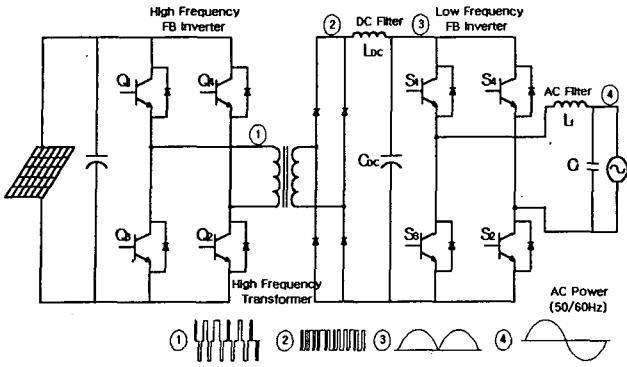 High Frequency
FB Inverter
② DC Filter ③
LDC
Low Frequency
FB Inverter
Q1
Q4
S1
S4
AC Filter
④
Lf
①
CDC
Cf
Q3
Q2
S3
S2
High Frequency
Transformer
AC Power
(50/60Hz)
① ② ③ ④